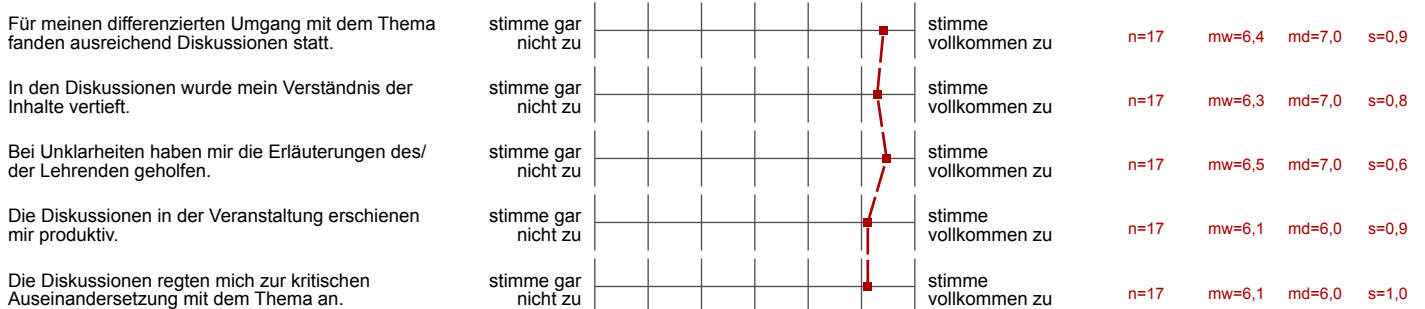 Für meinen differenzierten Umgang mit dem Thema
fanden ausreichend Diskussionen statt.
stimme gar
nicht zu
stimme
vollkommen zu
n=17 mw=6,4 md=7,0 s=0,9
In den Diskussionen wurde mein Verständnis der
Inhalte vertieft.
stimme gar
nicht zu
stimme
vollkommen zu
n=17 mw=6,3 md=7,0 s=0,8
Bei Unklarheiten haben mir die Erläuterungen des/
der Lehrenden geholfen.
stimme gar
nicht zu
stimme
vollkommen zu
n=17 mw=6,5 md=7,0 s=0,6
Die Diskussionen in der Veranstaltung erschienen
mir produktiv.
stimme gar
nicht zu
stimme
vollkommen zu
n=17 mw=6,1 md=6,0 s=0,9
Die Diskussionen regten mich zur kritischen
Auseinandersetzung mit dem Thema an.
stimme gar
nicht zu
stimme
vollkommen zu
n=17 mw=6,1 md=6,0 s=1,0